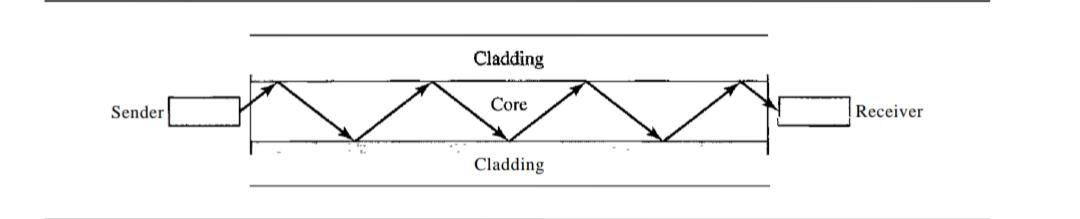 Cladding
Core
Sender
Receiver
Cladding